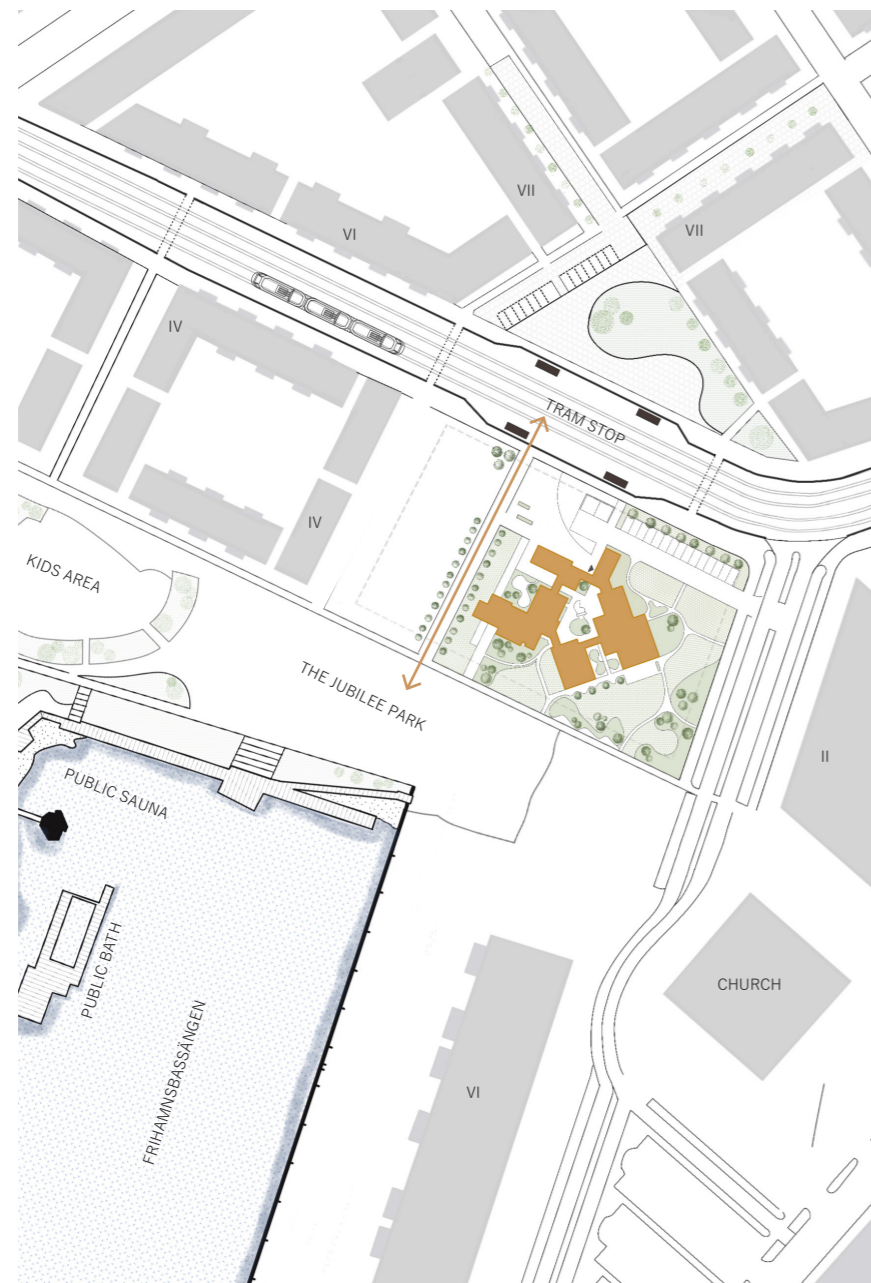 VII
VII
VI
IV
TRAM STOP
IV
KIDS AREA
THE JUBILEE PARK
II
PUBLIC SAUNA
PUBLIC BATH
CHURCH
FRIHAMNSBASSÄNGEN
VI